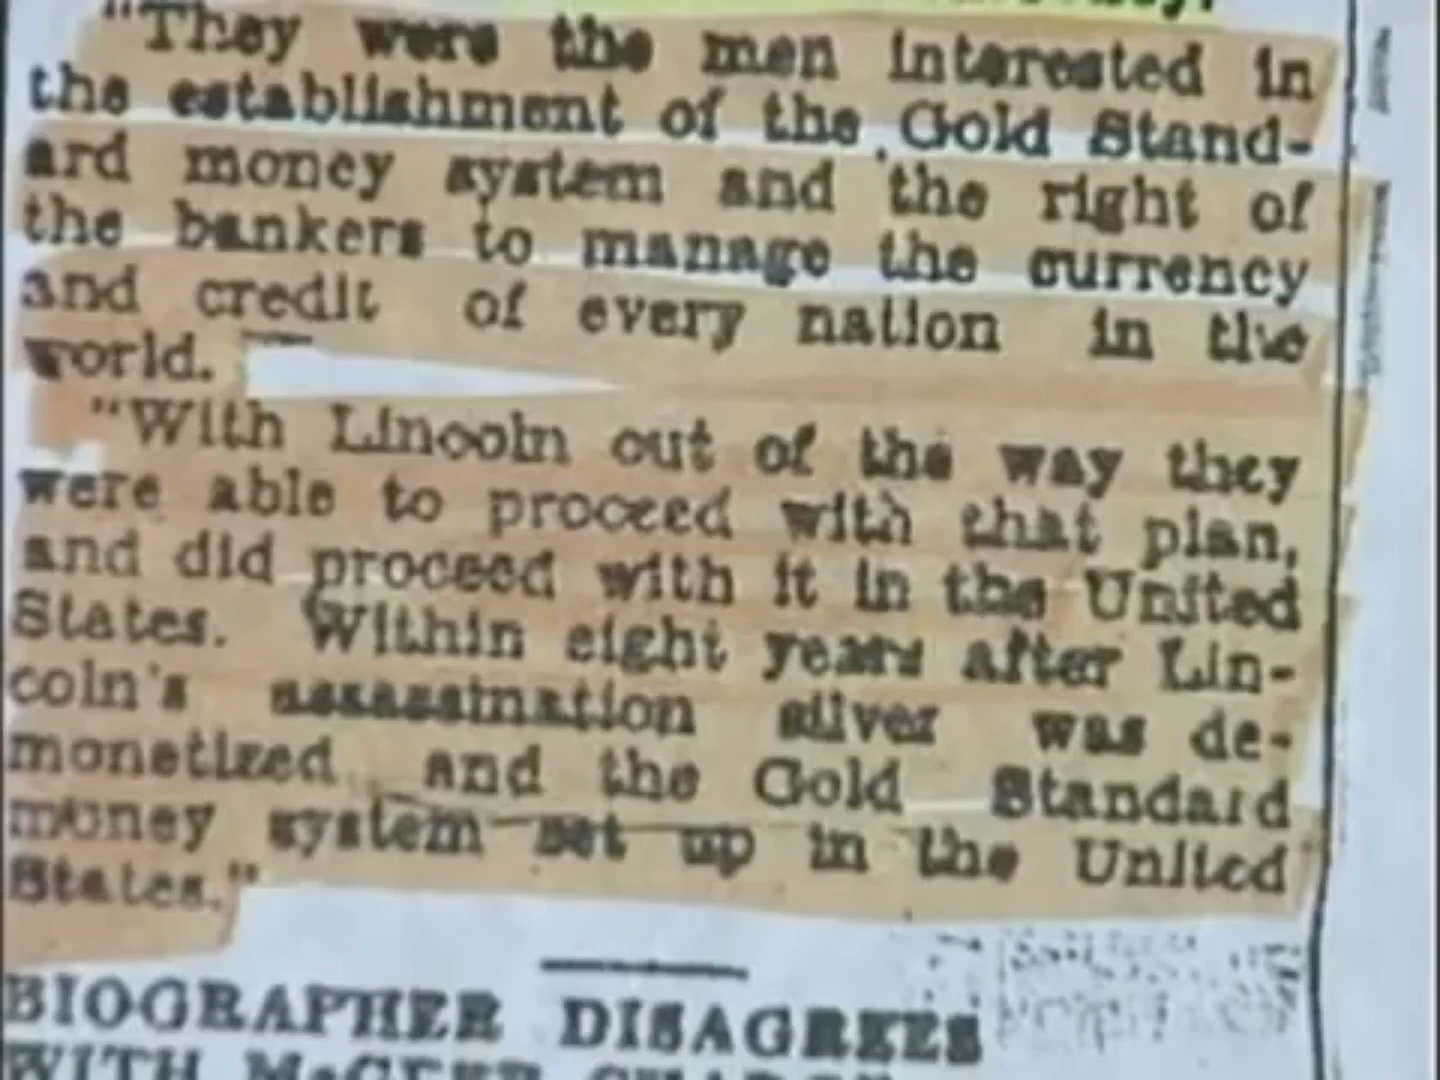 "They were the men interested in
the establishment of the Gold Stand-
ard money system and the right of
the bankers to manage the currency
and credit of every nation in the
world.
"With Lincoln out of the way they
were able to proceed with that plan,
and did proceed with it in the United
States. Within eight years after Lin-
coln's assassination silver was de-
monetized and the Gold Standard
money system set up in the United
States."
BIOGRAPHER DISAGREES
WITH McGEER